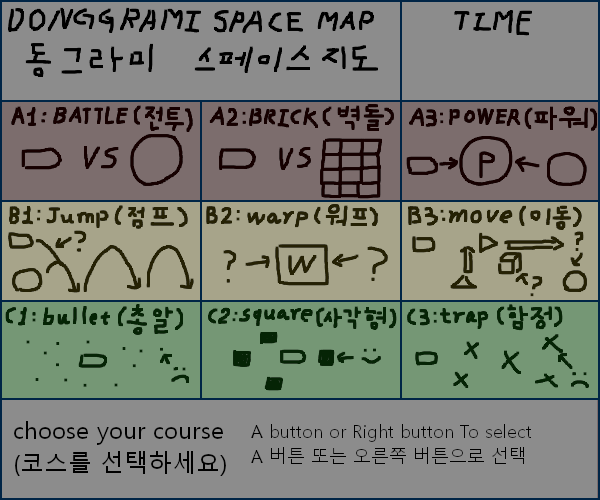 DONGGRAMI SPACE MAP
동그라미 스페이스 지도
TIME
A1:BATTLE(전투)
VS
A2:BRICK(벽돌)
VS
A3:POWER(파워)
P
B1:Jump(점프)
?
B2:warp(워프)
? W ?
B3:move(이동)
?
?
C1:bullet(총알)
C2:square(사각형)
C3:trap(함정)
x x x
x x
choose your course
(코스를 선택하세요)
A button or Right button To select
A 버튼 또는 오른쪽 버튼으로 선택